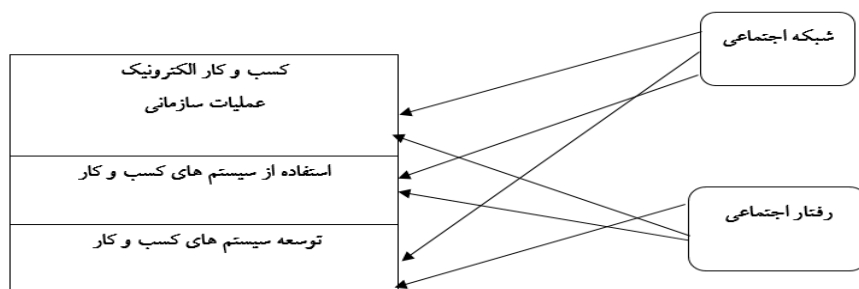 شبکه اجتماعی
کسب و کار الکترونیک
عملیات سازمانی
استفاده از سیستم های کسب و کار
رفتار اجتماعی
توسعه سیستم های کسب و کار